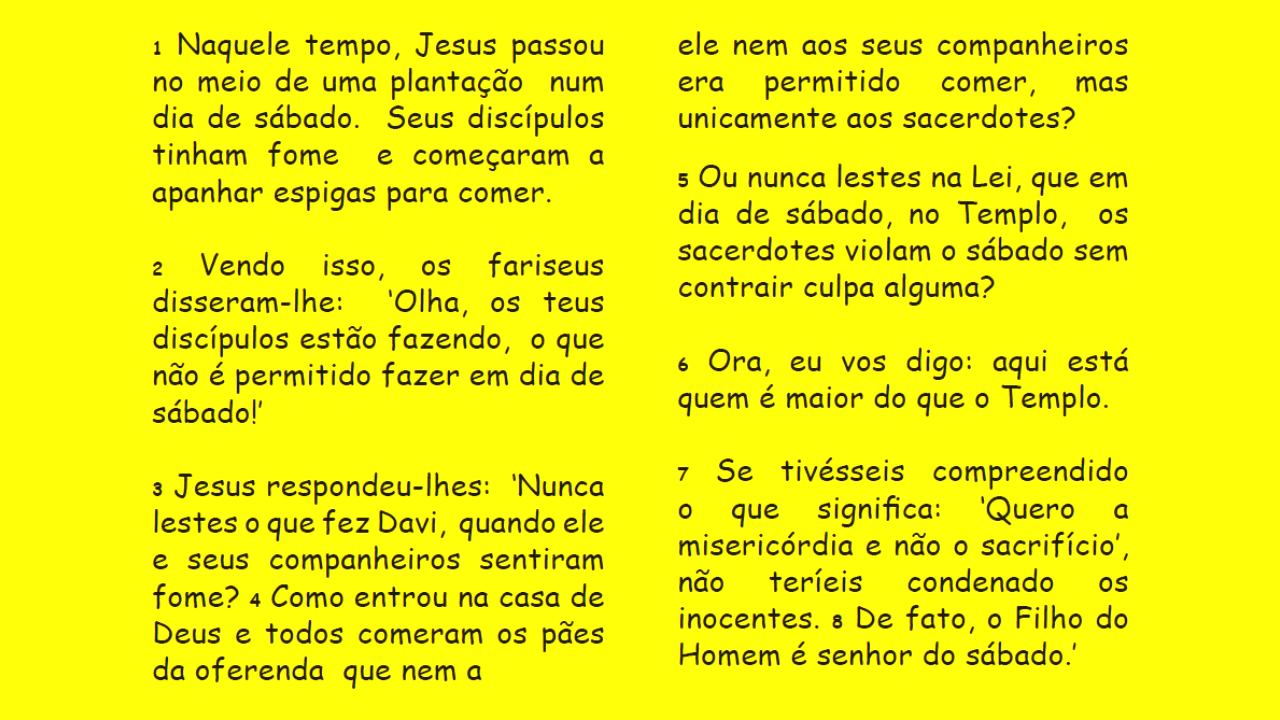 1 Naquele tempo, Jesus passou
no meio de uma plantação num
dia de sábado. Seus discípulos
tinham fome e começaram a
apanhar espigas para comer.
2 Vendo isso, os fariseus
disseram-lhe: ‘Olha, os teus
discípulos estão fazendo, o que
não é permitido fazer em dia de
sábado!’
3 Jesus respondeu-lhes: ‘Nunca
lestes o que fez Davi, quando ele
e seus companheiros sentiram
fome? 4 Como entrou na casa de
Deus e todos comeram os pães
da oferenda que nem a
ele nem aos seus companheiros
era permitido comer, mas
unicamente aos sacerdotes?
5 Ou nunca lestes na Lei, que em
dia de sábado, no Templo, os
sacerdotes violam o sábado sem
contrair culpa alguma?
6 Ora, eu vos digo: aqui está
quem é maior do que o Templo.
7 Se tivésseis compreendido
o que significa: ‘Quero a
misericórdia e não o sacrifício’,
não teríeis condenado os
inocentes. 8 De fato, o Filho do
Homem é senhor do sábado.’